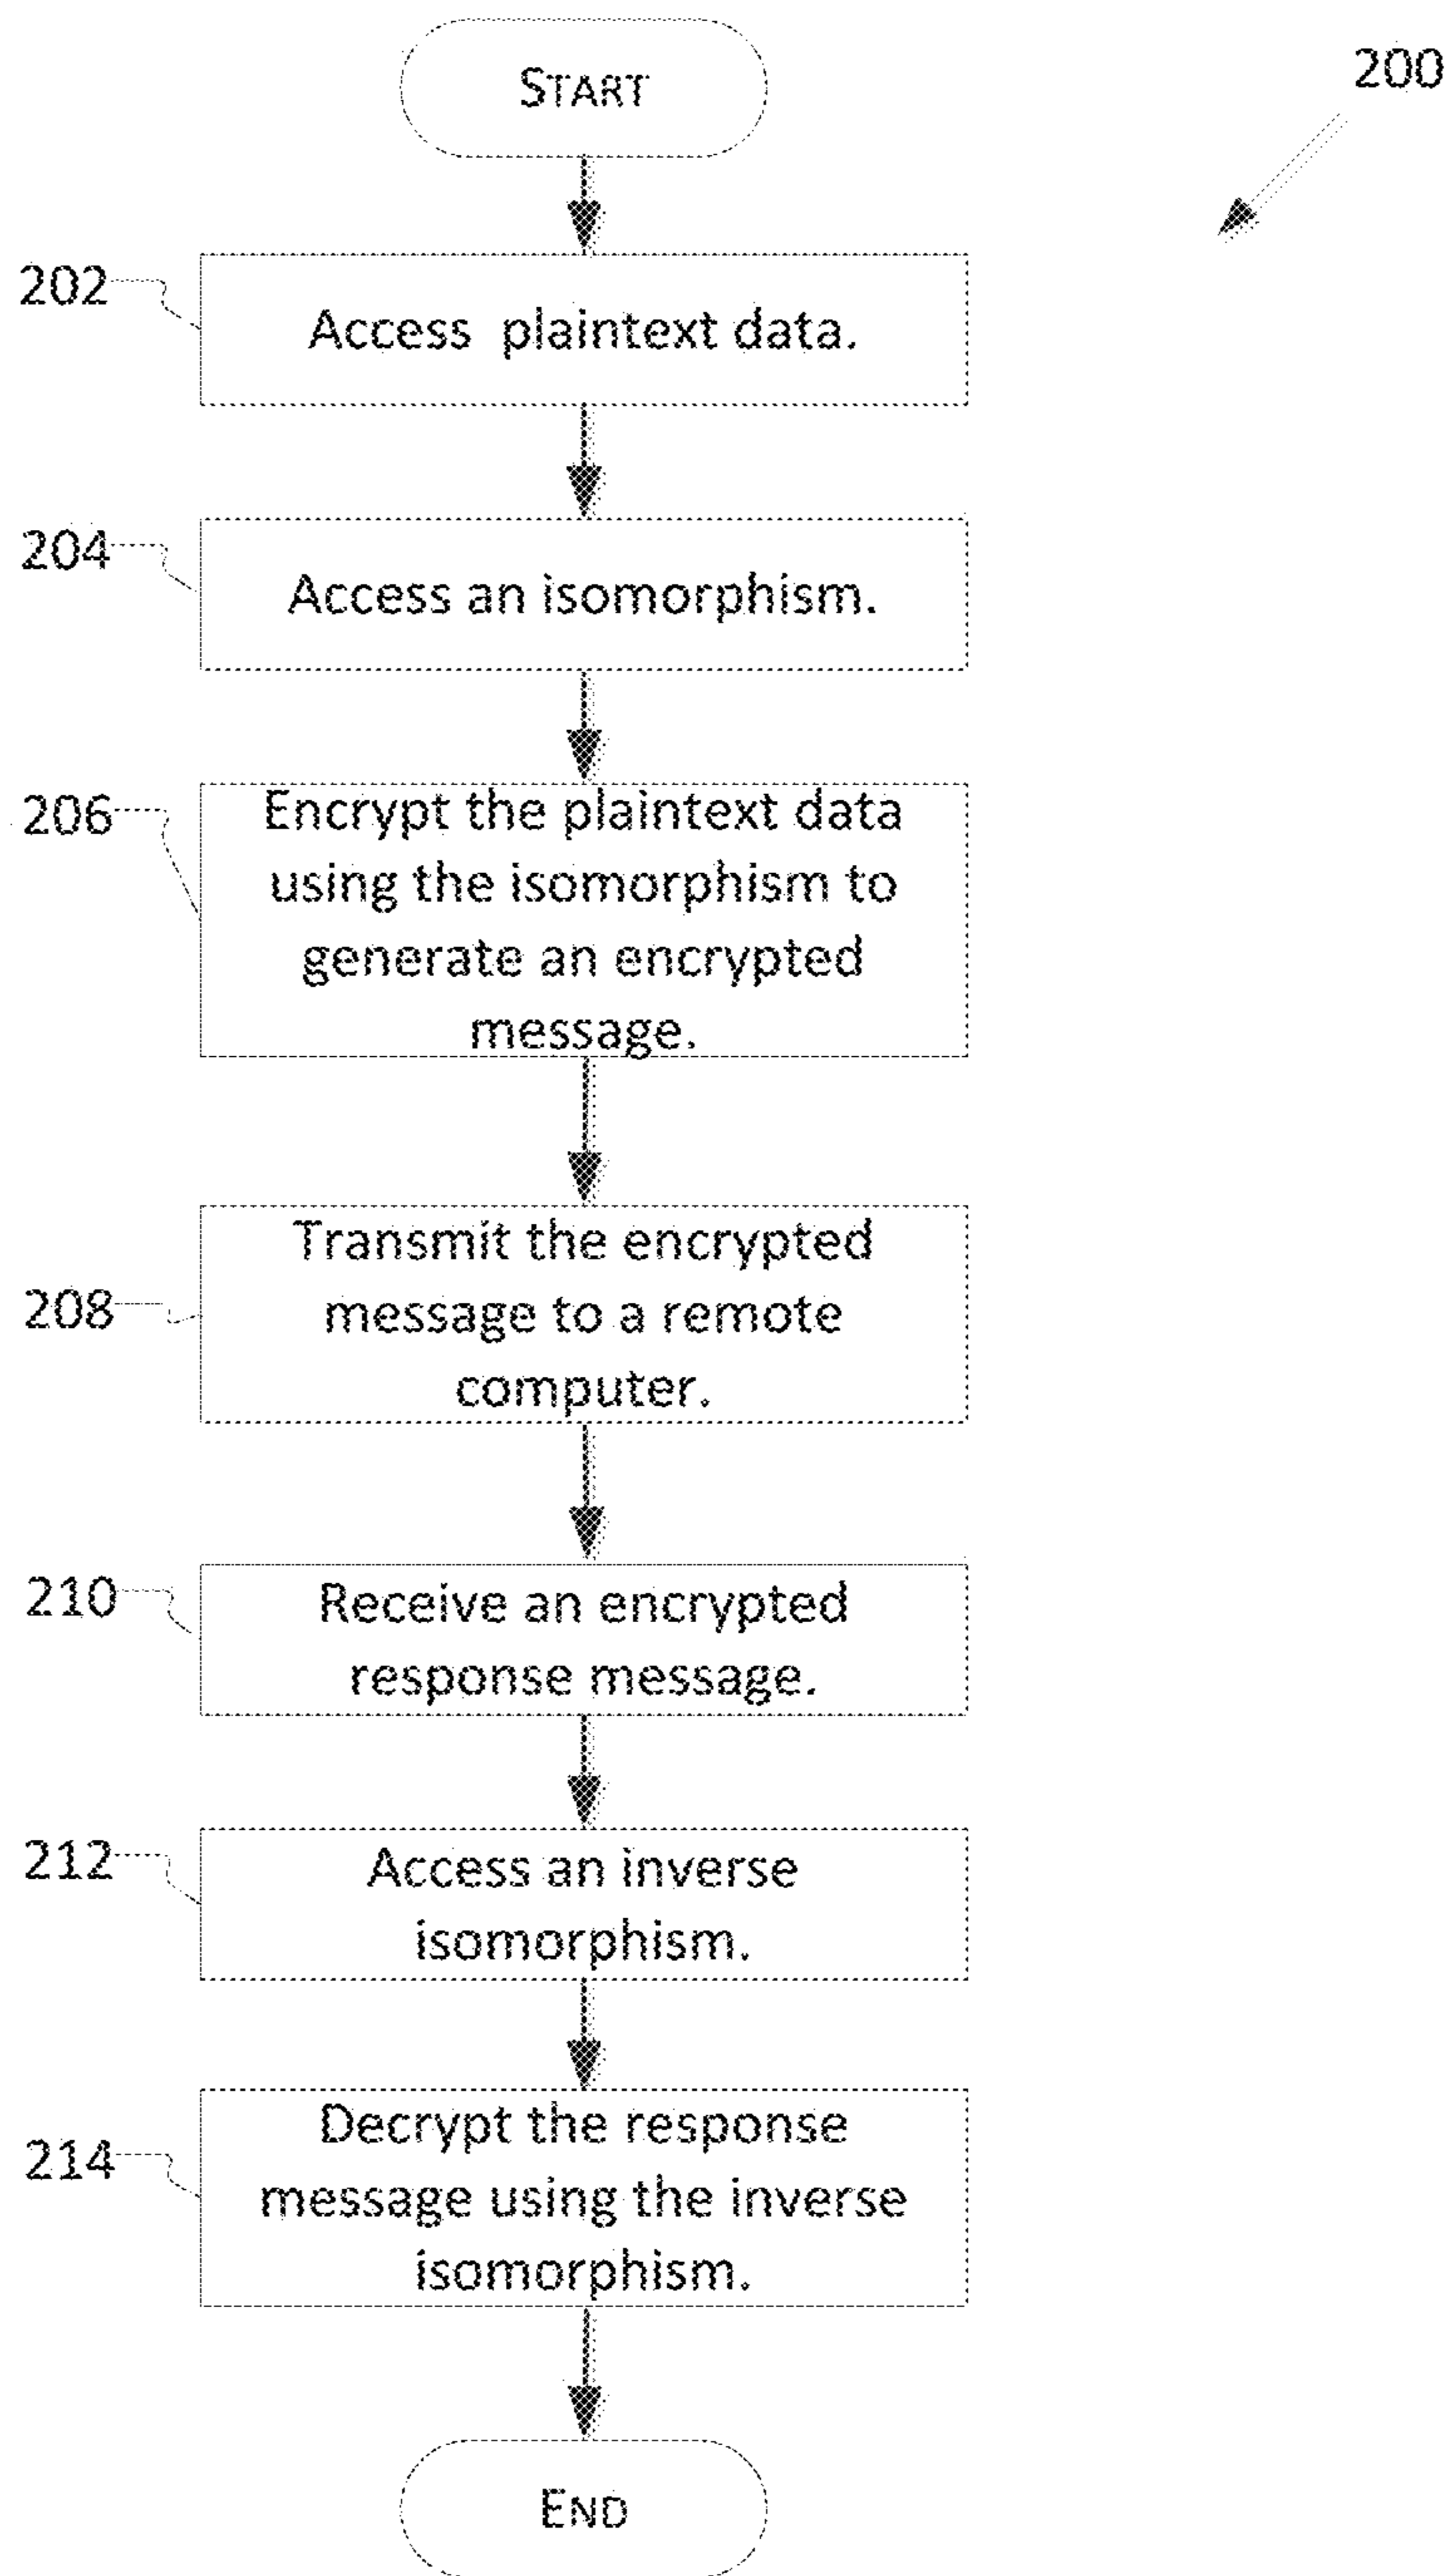 START
200
202
Access plaintext data.
204
Access an isomorphism.
206
Encrypt the plaintext data
using the isomorphism to
generate an encrypted
message.
Transmit the encrypted
208
message to a remote
computer.
210
Receive an encrypted
response message.
212
Access an inverse
isomorphism.
Decrypt the response
214
message using the inverse
isomorphism.
END